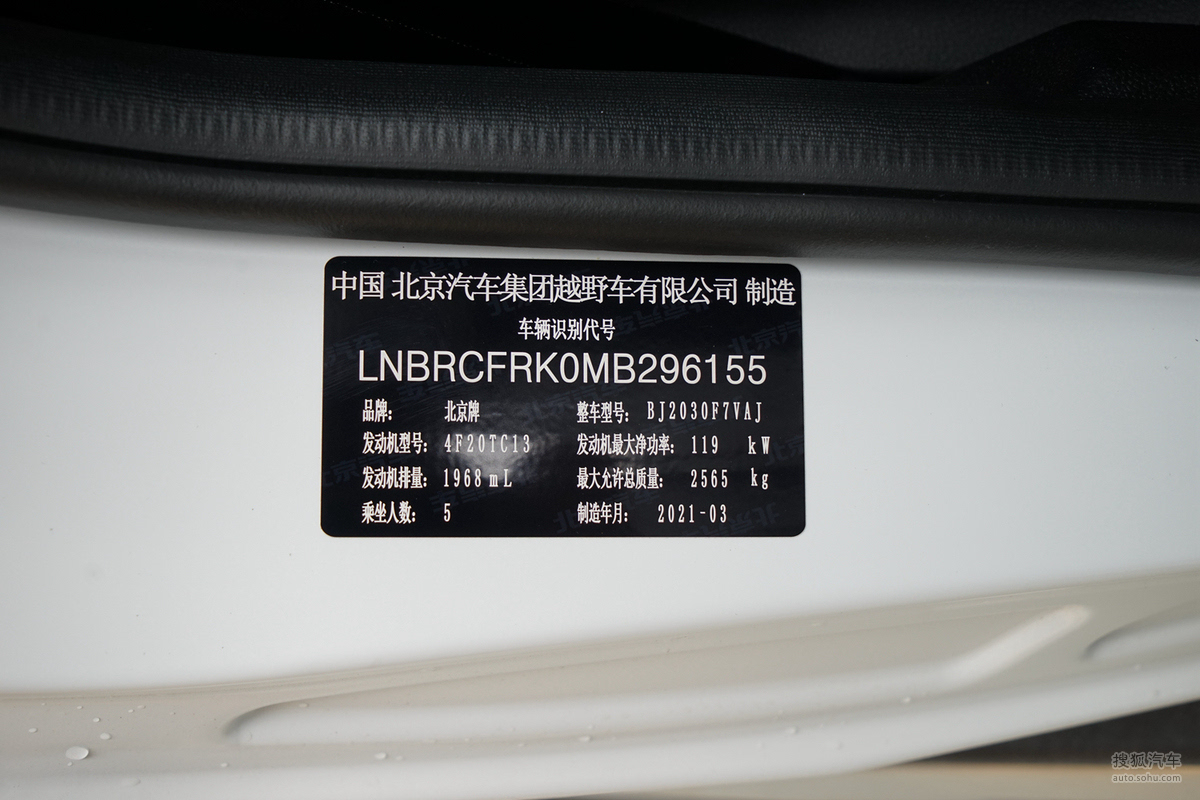 中国 北京汽车集团越野车有限公司 制造
车辆识别代号
LNBRCFRK0MB296155
品牌: 北京牌 整车型号: BJ2030F7VAJ
发动机型号: 4F20TC13 发动机最大净功率: 119 kW
发动机排量: 1968 mL 最大允许总质量: 2565 kg
乘坐人数: 5 制造年月: 2021-03
搜狐汽车
auto.sohu.com